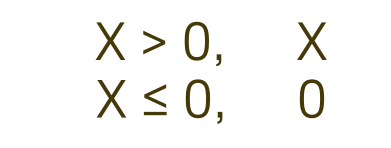 X > 0, X
X ≤ 0, 0